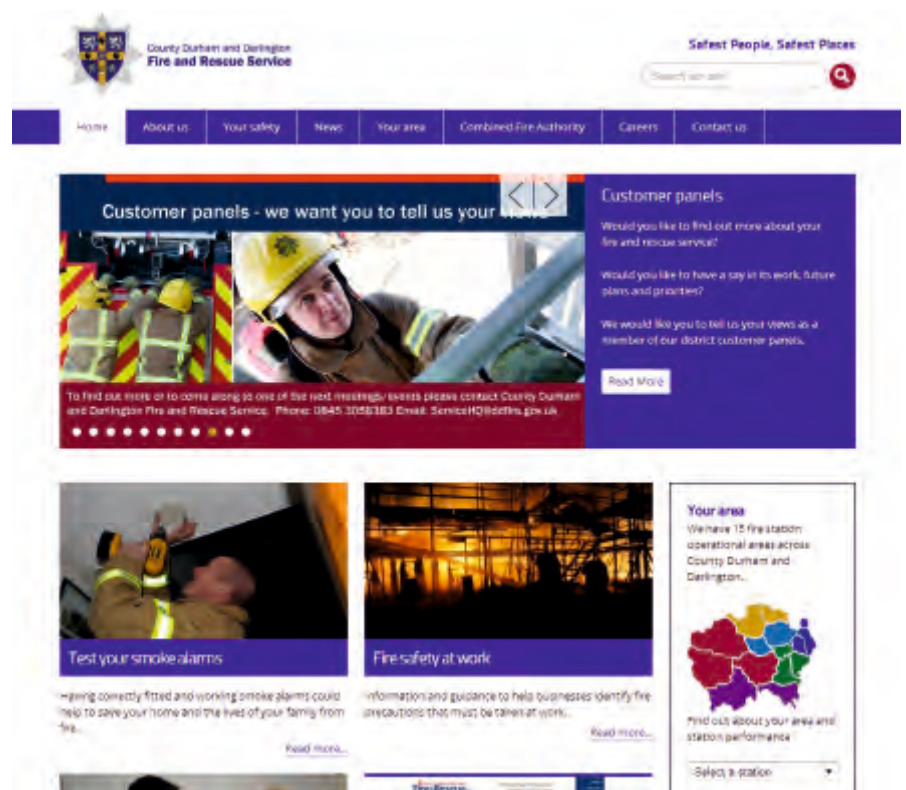 County Durham and Darlington
Fire and Rescue Service
Safest People, Safest Places
Search our site
Home
About us
Your safety
News
Your area
Combined Fire Authority
Careers
Contact us
Customer panels - we want you to tell us your views
To find out more or to come along to one of the next meetings/events please contact County Durham
and Darlington Fire and Rescue Service. Phone: 0845 3058383 Email:
Customer panels
Would you like to find out more about your
fire and rescue service?
Would you like to have a say in its work, future
plans and priorities?
We would like you to tell us your views as a
member of our district customer panels.
Read More
Test your smoke alarms
Having correctly fitted and working smoke alarms could
help to save your home and the lives of your family from
fire...
Read more...
Fire safety at work
Information and guidance to help businesses identify fire
precautions that must be taken at work...
Read more...
Your area
We have 15 fire station
operational areas across
County Durham and
Darlington...
Find out about your area and
station performance
-Select a station